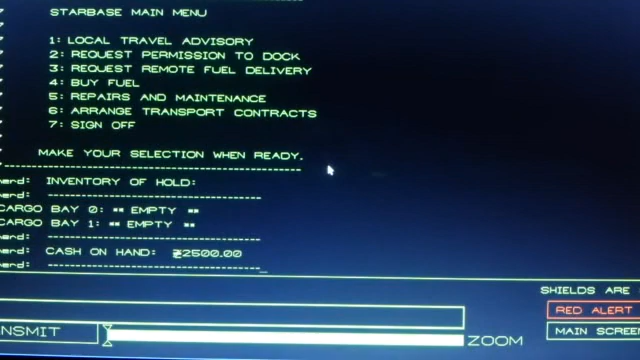 STARBASE MAIN MENU
1: LOCAL TRAVEL ADVISORY
2: REQUEST PERMISSION TO DOCK
3: REQUEST REMOTE FUEL DELIVERY
4: BUY FUEL
5: REPAIRS AND MAINTENANCE
6: ARRANGE TRANSPORT CONTRACTS
7: SIGN OFF
MAKE YOUR SELECTION WHEN READY.
INVENTORY OF HOLD:
CARGO BAY 0: ** EMPTY **
CARGO BAY 1: ** EMPTY **
CASH ON HAND: 2500.00
SHIELDS ARE
RED ALERT
NSMIT
ZOOM
MAIN SCREEN